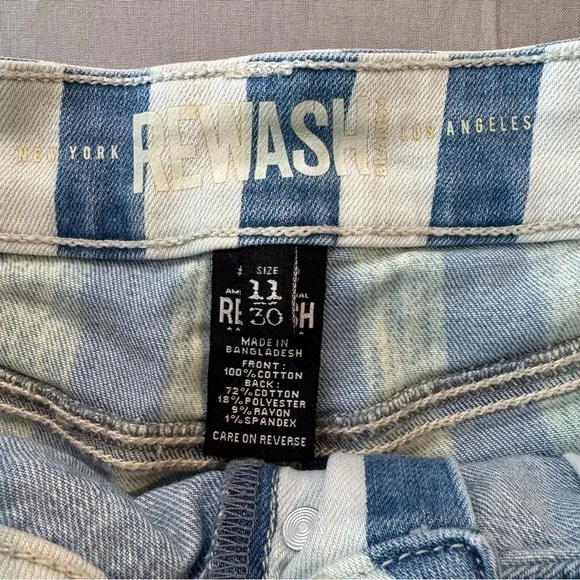 NEW YORK REWASH LOS ANGELES
SIZE
11
30
MADE IN
BANGLADESH
FRONT:
100%COTTON
BACK:
72%COTTON
18%POLYESTER
9%RAYON
1%SPANDEX
CARE ON REVERSE